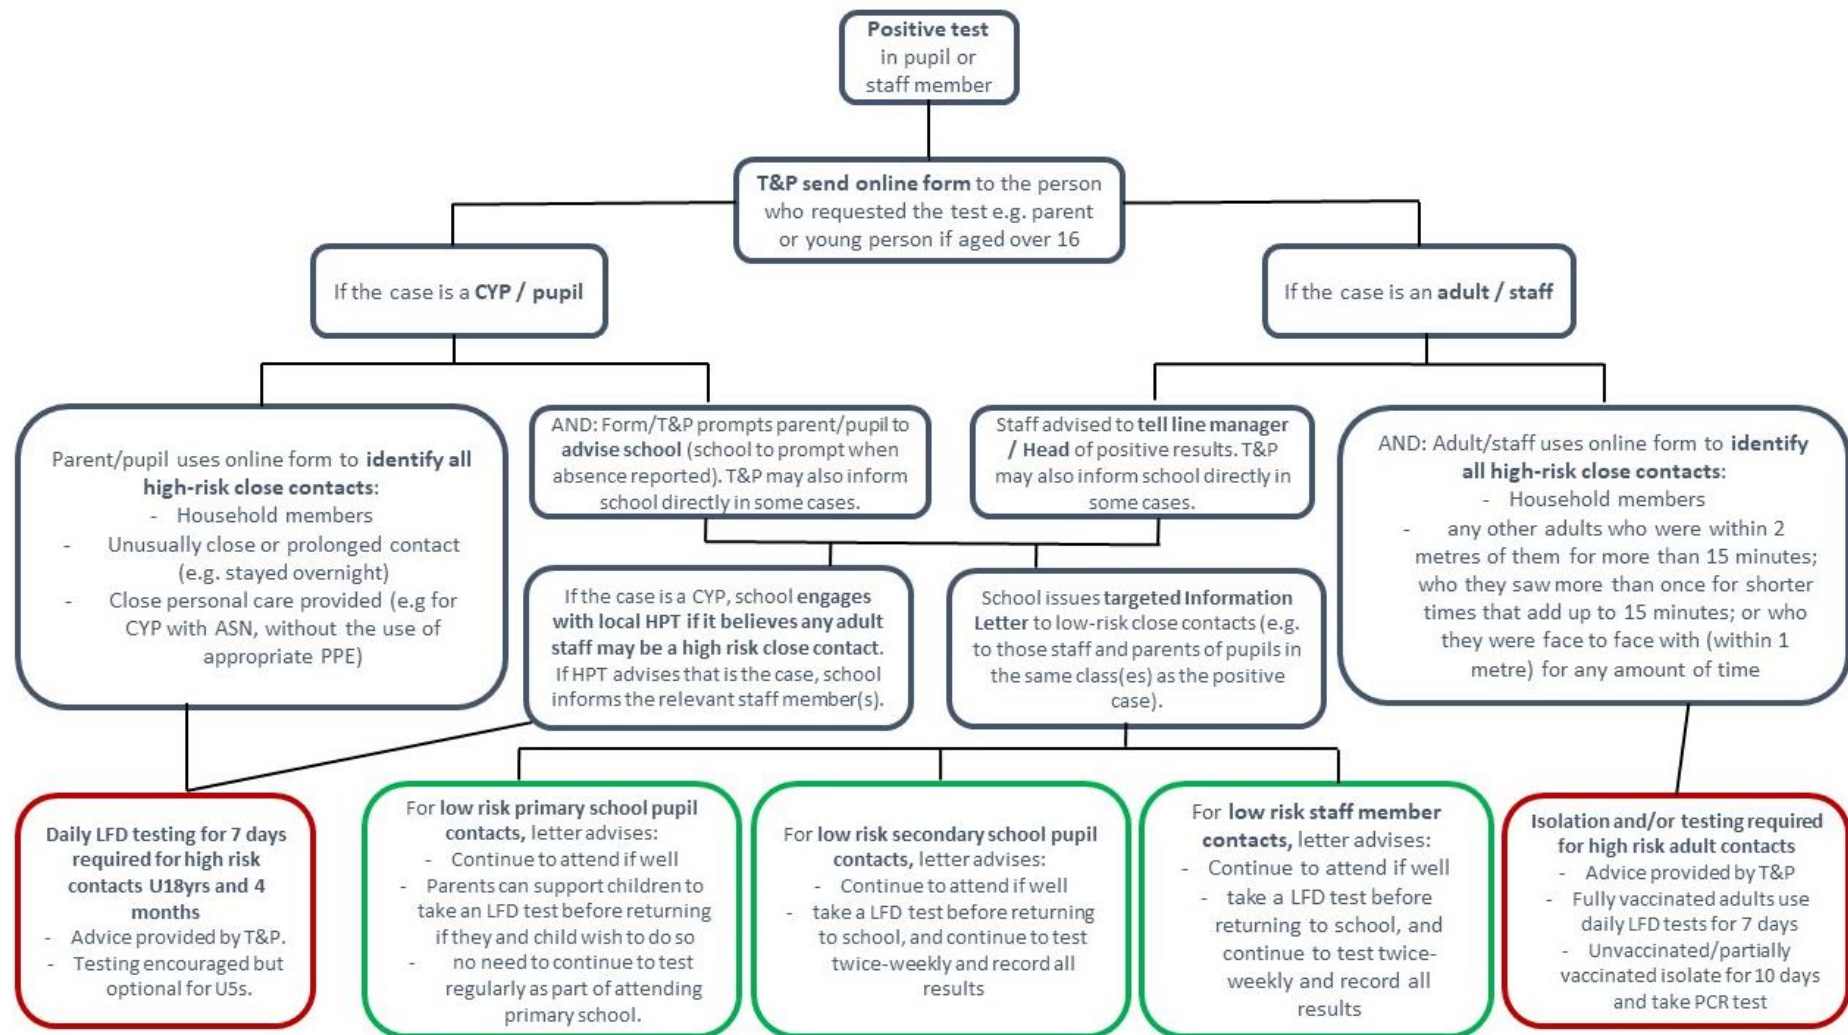 Positive test
in pupil or
staff member
T&P send online form to the person
who requested the test e.g. parent
or young person if aged over 16
If the case is a CYP / pupil
If the case is an adult / staff
Parent/pupil uses online form to identify all
high-risk close contacts:
- Household members
- Unusually close or prolonged contact
(e.g. stayed overnight)
- Close personal care provided (e.g for
CYP with ASN, without the use of
appropriate PPE)
AND: Form/T&P prompts parent/pupil to
advise school (school to prompt when
absence reported). T&P may also inform
school directly in some cases.
Staff advised to tell line manager
/ Head of positive results. T&P
may also inform school directly in
some cases.
AND: Adult/staff uses online form to identify
all high-risk close contacts:
- Household members
- any other adults who were within 2
metres of them for more than 15 minutes;
who they saw more than once for shorter
times that add up to 15 minutes; or who
they were face to face with (within 1
metre) for any amount of time
If the case is a CYP, school engages
with local HPT if it believes any adult
staff may be a high risk close contact.
If HPT advises that is the case, school
informs the relevant staff member(s).
School issues targeted Information
Letter to low-risk close contacts (e.g.
to those staff and parents of pupils in
the same class(es) as the positive
case).
Daily LFD testing for 7 days
required for high risk
contacts U18yrs and 4
months
- Advice provided by T&P.
- Testing encouraged but
optional for U5s.
For low risk primary school pupil
contacts, letter advises:
- Continue to attend if well
- Parents can support children to
take an LFD test before returning
if they and child wish to do so
- no need to continue to test
regularly as part of attending
primary school.
For low risk secondary school pupil
contacts, letter advises:
- Continue to attend if well
- take a LFD test before returning
to school, and continue to test
twice-weekly and record all
results
For low risk staff member
contacts, letter advises:
- Continue to attend if well
- take a LFD test before
returning to school, and
continue to test twice-
weekly and record all
results
Isolation and/or testing required
for high risk adult contacts
- Advice provided by T&P
- Fully vaccinated adults use
daily LFD tests for 7 days
- Unvaccinated/partially
vaccinated isolate for 10 days
and take PCR test